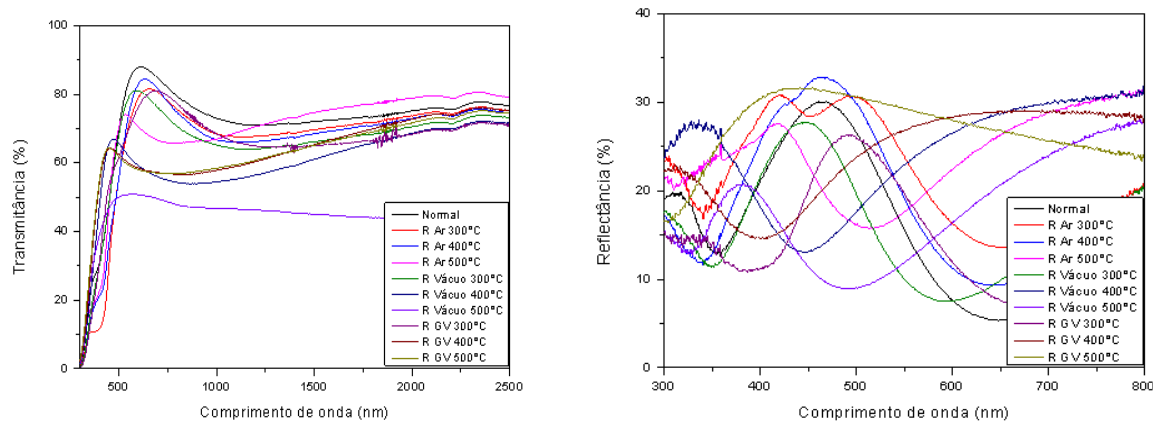 100
80
60
40
20
0
Transmitância (%)
500
1000
1500
2000
2500
Comprimento de onda (nm)
Normal
R Ar 300°C
R Ar 400°C
R Ar 500°C
R Vácuo 300°C
R Vácuo 400°C
R Vácuo 500°C
R GV 300°C
R GV 400°C
R GV 500°C
40
30
20
10
0
Reflectância (%)
300
400
500
600
700
800
Comprimento de onda (nm)
Normal
R Ar 300°C
R Ar 400°C
R Ar 500°C
R Vácuo 300°C
R Vácuo 400°C
R Vácuo 500°C
R GV 300°C
R GV 400°C
R GV 500°C